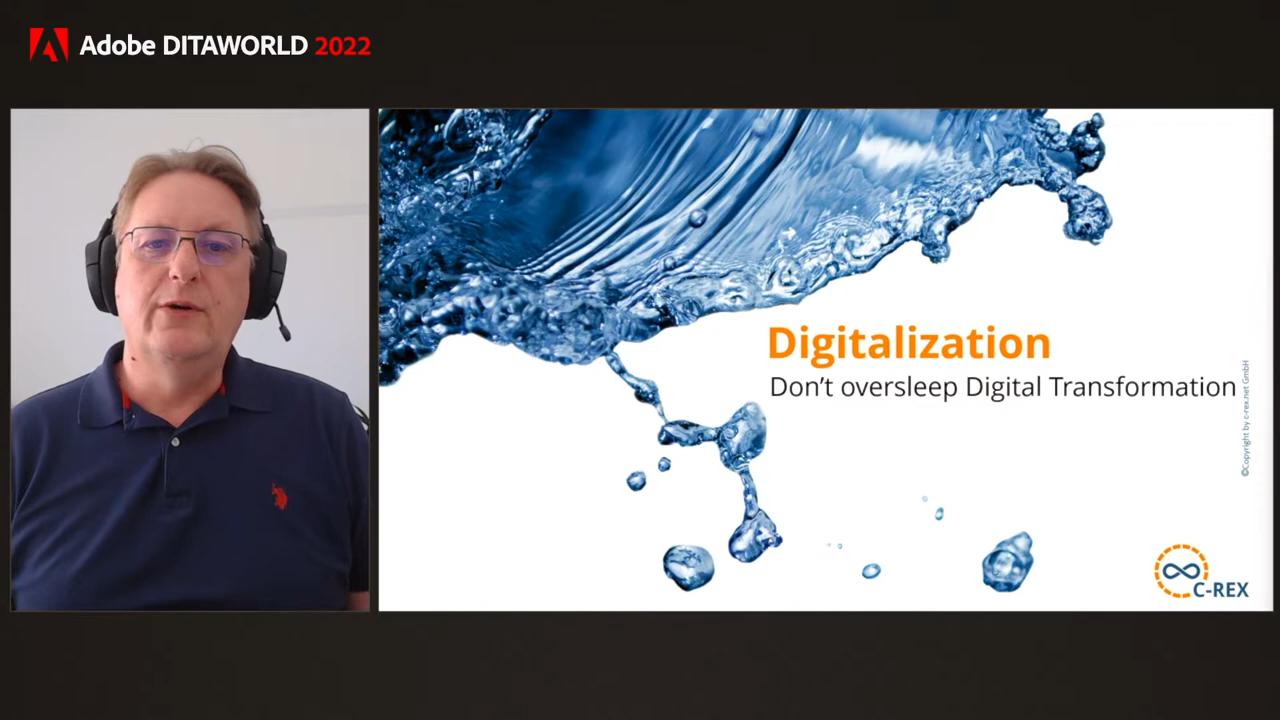 Adobe DITAWORLD 2022
Digitalization
Don't oversleep Digital Transformation
©Copyright by c-rex.net GmbH
C-REX